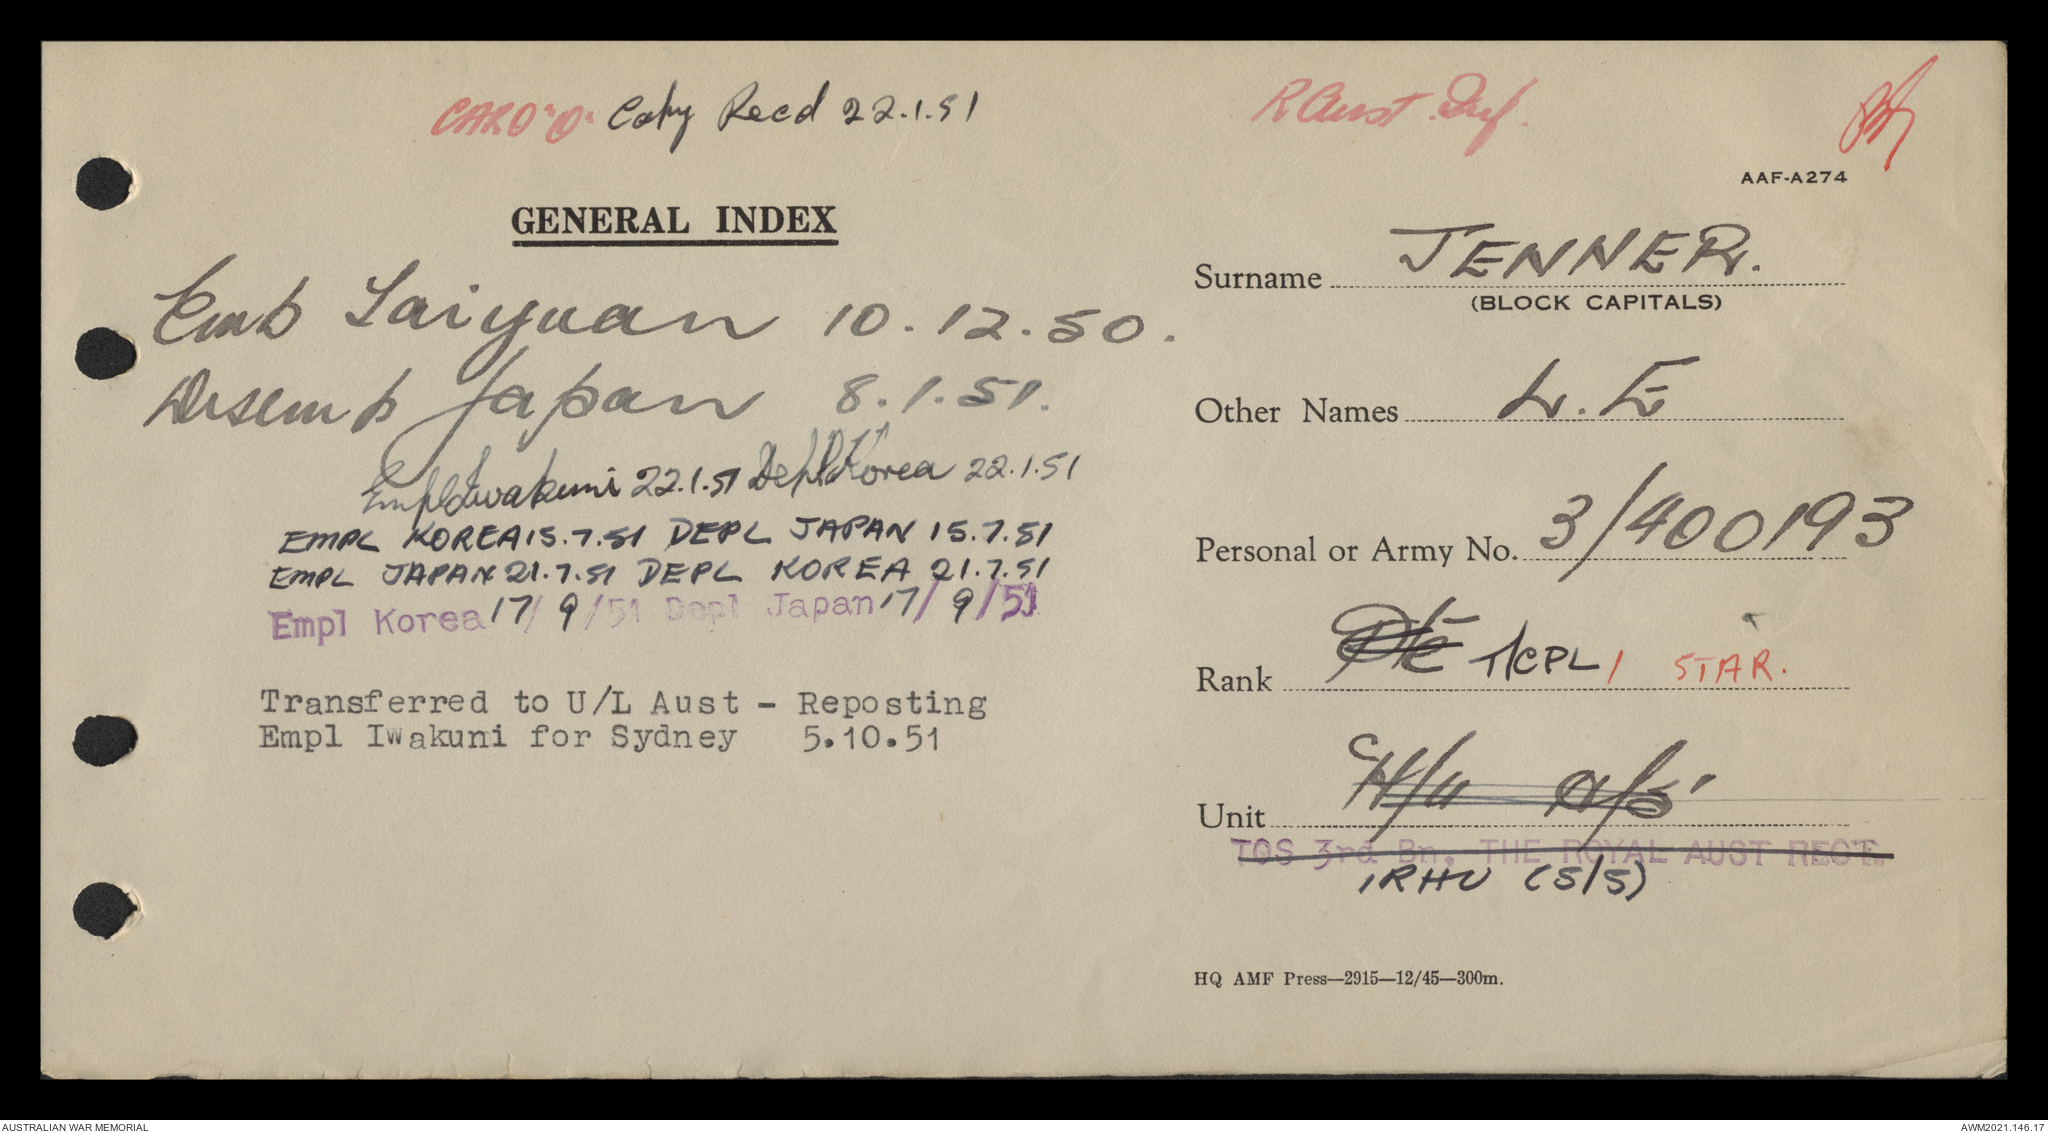 CARO "O" Copy Recd 22.1.51
R Aust. Inf.
AAF-A274
GENERAL INDEX
Emb Taiyuan 10.12.50.
Disemb Japan 8.1.51.
Empl Iwakuni 22.1.51 Depl Korea 22.1.51
EMPL KOREA 15.7.51 DEPL JAPAN 15.7.51
EMPL JAPAN 21.7.51 DEPL KOREA 21.7.51
Empl Korea 17/9/51 Depl Japan 17/9/51
Transferred to U/L Aust - Reposting
Empl Iwakuni for Sydney 5.10.51
Surname JENNER.
(BLOCK CAPITALS)
Other Names L. E
Personal or Army No. 3/400193
Rank Pte T/CPL 1 STAR.
Unit
TOS 3rd Bn, THE ROYAL AUST REGT.
1RHU (S/S)
HQ AMF Press—2915—12/45—300m.
AUSTRALIAN WAR MEMORIAL
AWM2021.146.17